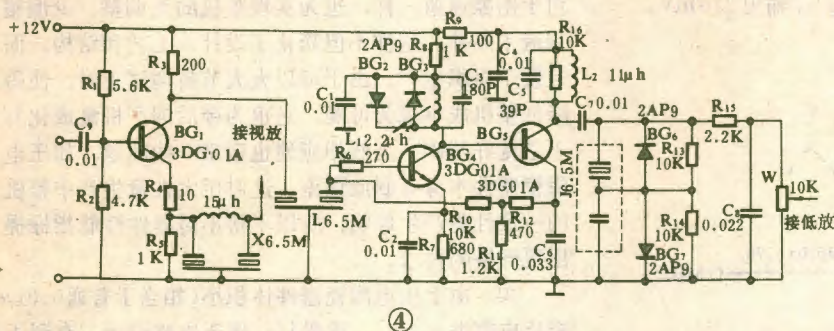 +12V
R₁ 5.6K
R₃ 200
C₉ 0.01
R₂ 4.7K
BG₁ 3DG01A
R₄ 10
R₅ 1K
15μh
X6.5M
接视放
2AP9
BG₂
BG₃
C₁ 0.01
L₁ 2.2μh
R₆ 270
L6.5M
R₈ 1K
R₉ 100
C₃ 180P
C₄ 0.01
C₅ 39P
R₁₆ 10K
L₂ 11μh
BG₄ 3DG01A
BG₅ 3DG01A
C₂ 0.01
R₇ 680
R₁₀ 10K
R₁₁ 1.2K
R₁₂ 470
C₆ 0.033
C₇ 0.01
J6.5M
2AP9 BG₆
R₁₃ 10K
R₁₄ 10K
BG₇ 2AP9
R₁₅ 2.2K
C₈ 0.022
W 10K
接低放
④